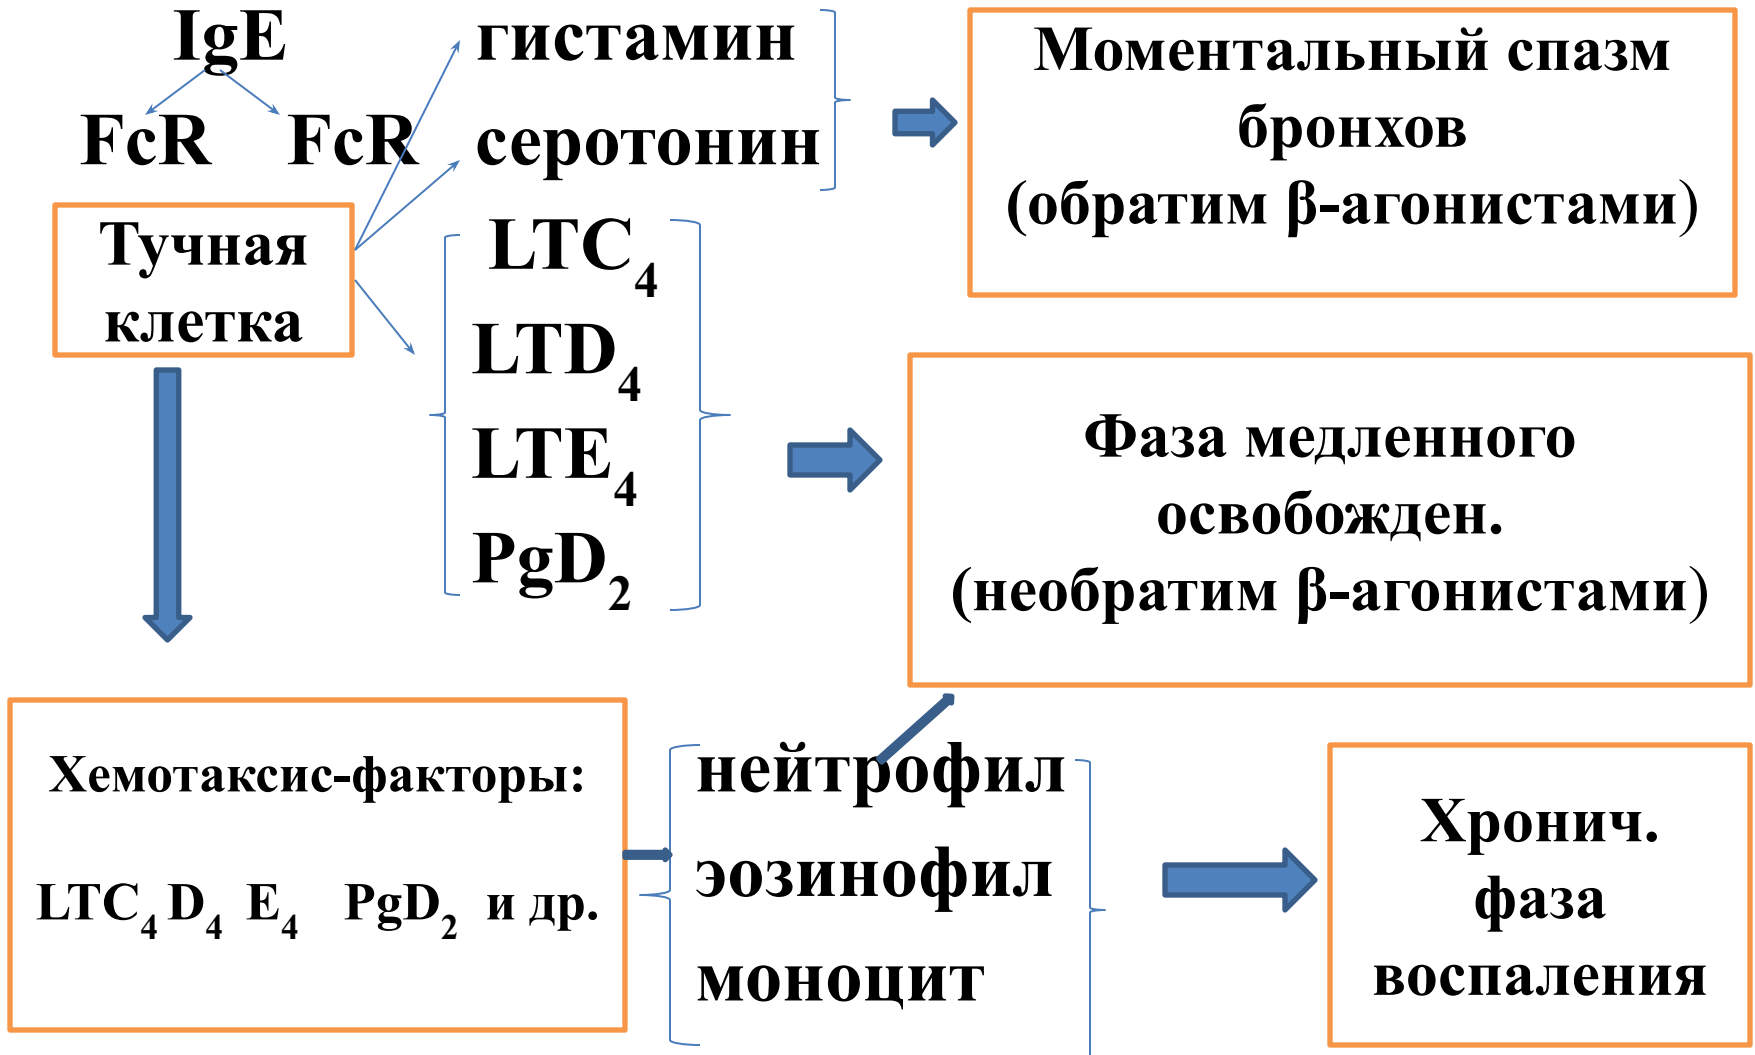 IgE
FcR FcR
Тучная
клетка
гистамин
серотонин
LTC4
LTD4
LTE4
PgD2
Моментальный спазм
бронхов
(обратим β-агонистами)
Фаза медленного
освобожден.
(необратим β-агонистами)
Хемотаксис-факторы:
LTC4 D4 E4 PgD2 и др.
нейтрофил
эозинофил
моноцит
Хронич.
фаза
воспаления